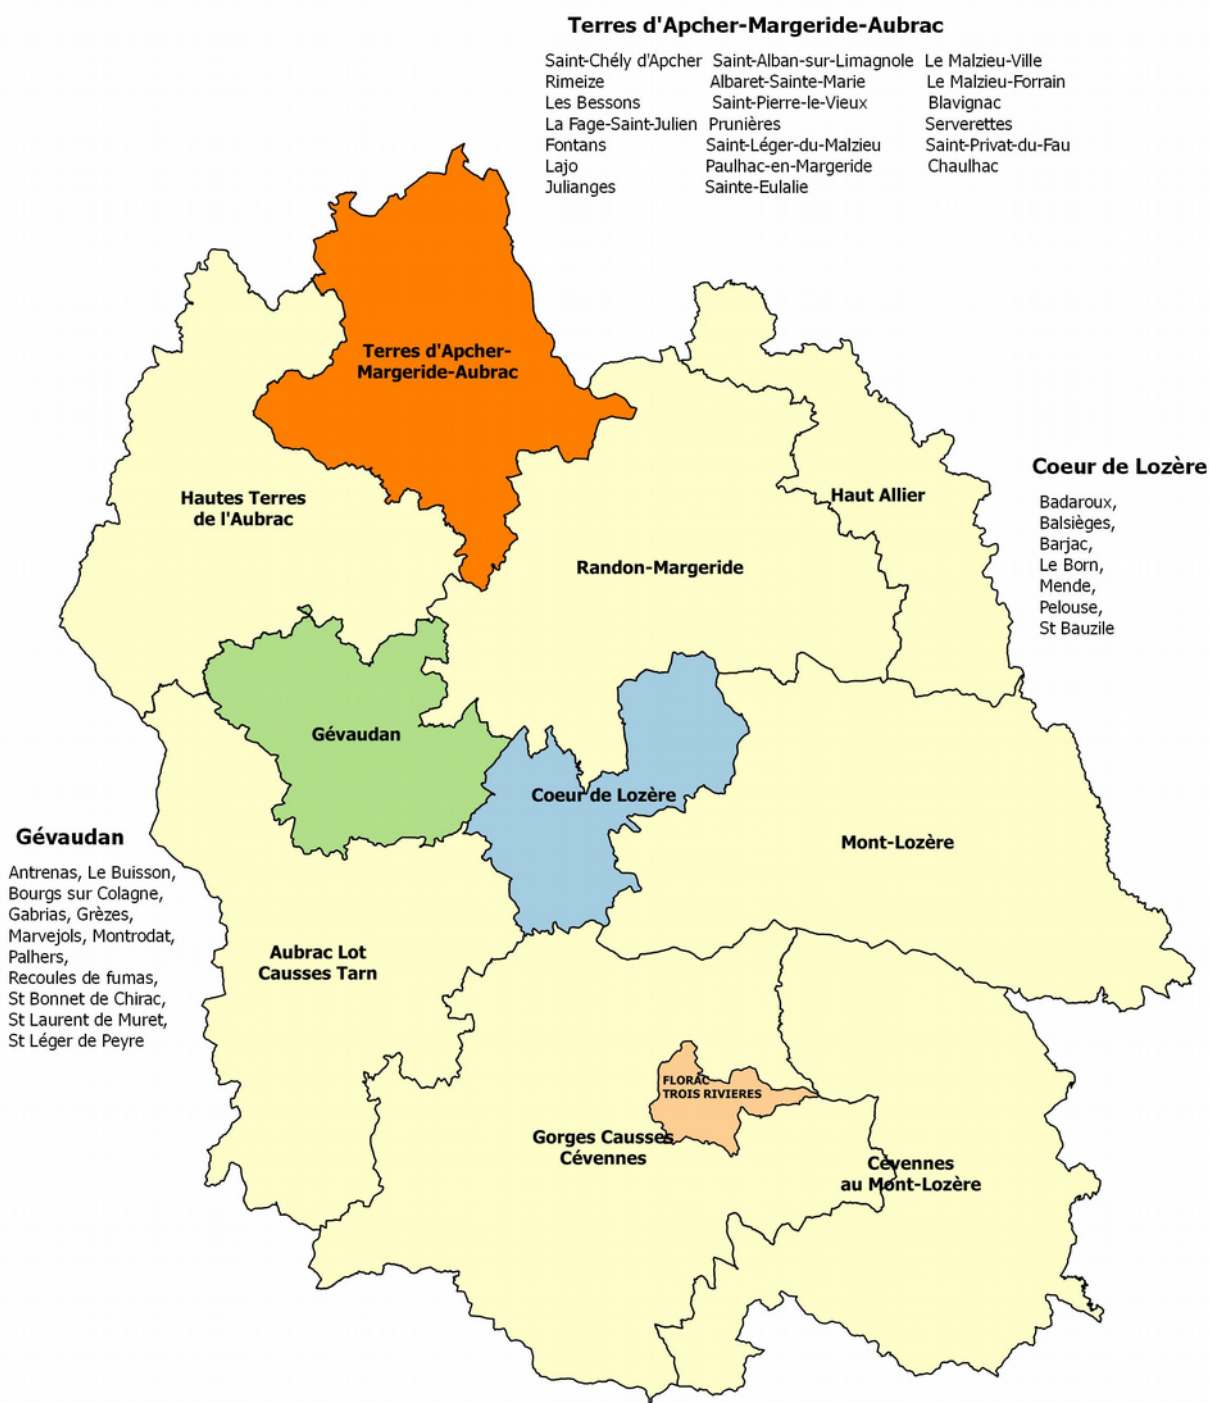 Terres d'Apcher-Margeride-Aubrac
Saint-Chély d'Apcher Saint-Alban-sur-Limagnole Le Malzieu-Ville
Rimeize Albaret-Sainte-Marie Le Malzieu-Forrain
Les Bessons Saint-Pierre-le-Vieux Blavignac
La Fage-Saint-Julien Prunières Serverettes
Fontans Saint-Léger-du-Malzieu Saint-Privat-du-Fau
Lajo Paulhac-en-Margeride Chaulhac
Julianges Sainte-Eulalie
Terres d'Apcher-
Margeride-Aubrac
Hautes Terres
de l'Aubrac
Haut Allier
Randon-Margeride
Coeur de Lozère
Badaroux,
Balsièges,
Barjac,
Le Born,
Mende,
Pelouse,
St Bauzile
Gévaudan
Coeur de Lozère
Mont-Lozère
Gévaudan
Antrenas, Le Buisson,
Bourgs sur Colagne,
Gabrias, Grèzes,
Marvejols, Montrodat,
Palhers,
Recoules de fumas,
St Bonnet de Chirac,
St Laurent de Muret,
St Léger de Peyre
Aubrac Lot
Causses Tarn
FLORAC
TROIS RIVIERES
Gorges Causses
Cévennes
Cévennes
au Mont-Lozère